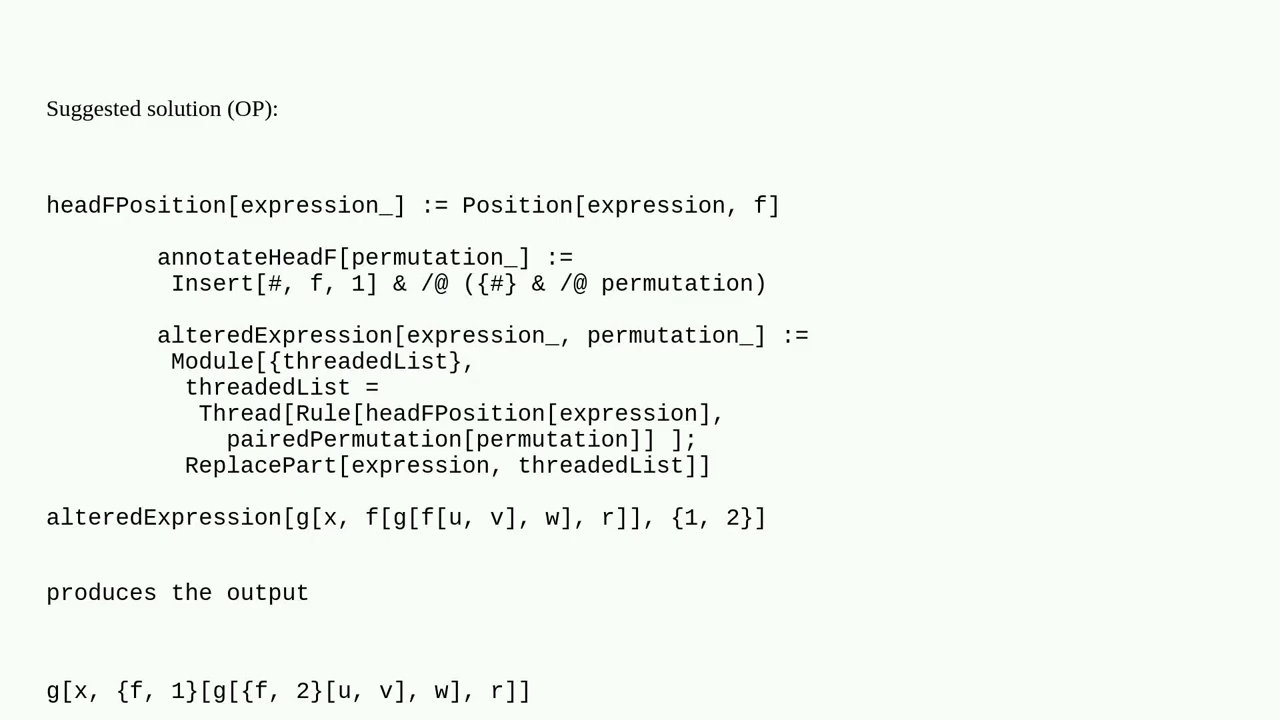 Suggested solution (OP):
headFPosition[expression_] := Position[expression, f]
annotateHeadF[permutation_] :=
Insert[#, f, 1] & /@ ({#} & /@ permutation)
alteredExpression[expression_, permutation_] :=
Module[{threadedList},
threadedList =
Thread[Rule[headFPosition[expression],
pairedPermutation[permutation]] ];
ReplacePart[expression, threadedList]]
alteredExpression[g[x, f[g[f[u, v], w], r]], {1, 2}]
produces the output
g[x, {f, 1}[g[{f, 2}[u, v], w], r]]